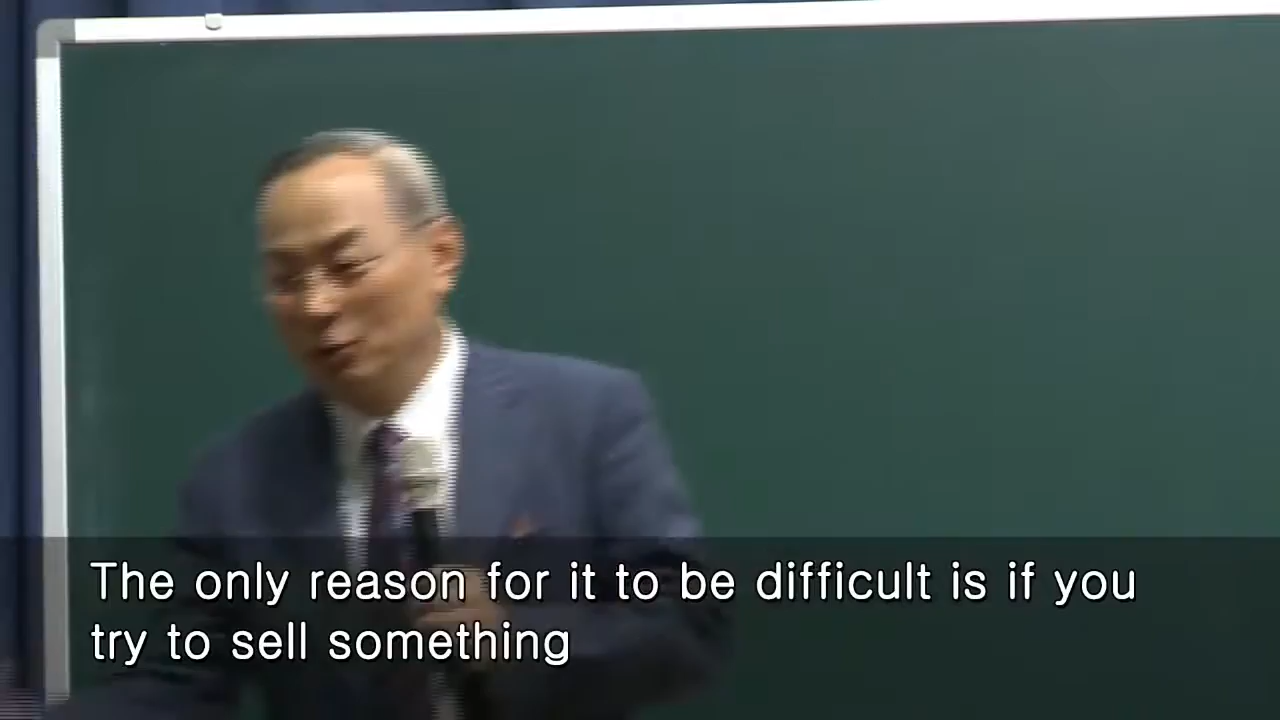 The only reason for it to be difficult is if you
try to sell something